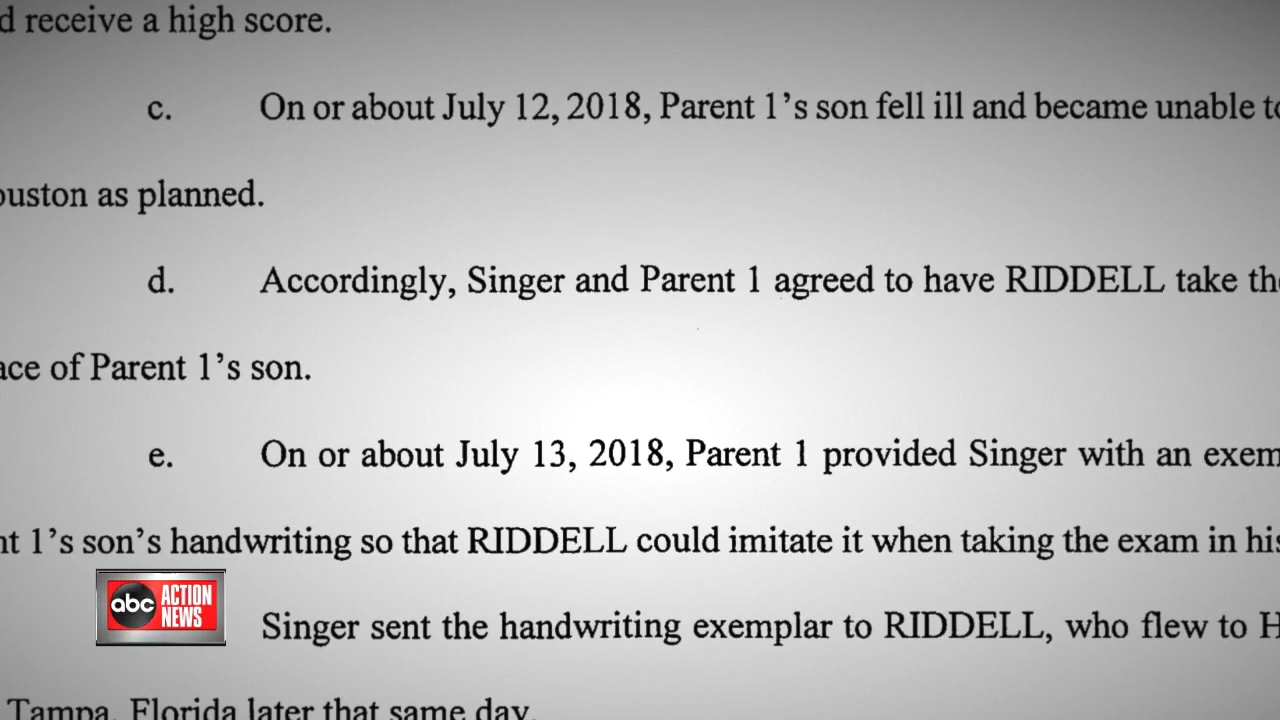 d receive a high score.
c. On or about July 12, 2018, Parent 1’s son fell ill and became unable to
ouston as planned.
d. Accordingly, Singer and Parent 1 agreed to have RIDDELL take the
ace of Parent 1’s son.
e. On or about July 13, 2018, Parent 1 provided Singer with an exem
nt 1’s son’s handwriting so that RIDDELL could imitate it when taking the exam in his
abc ACTION NEWS
Singer sent the handwriting exemplar to RIDDELL, who flew to H
Tampa, Florida later that same day.